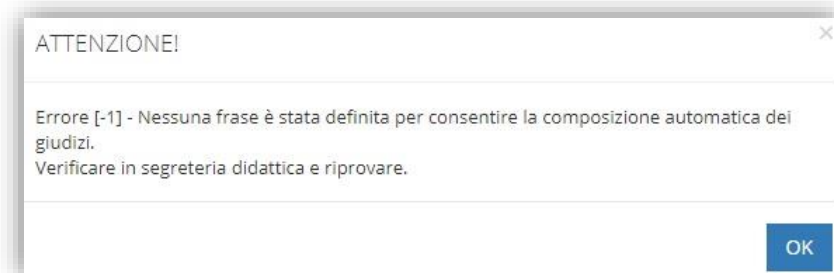 ATTENZIONE!
×
Errore [-1] - Nessuna frase è stata definita per consentire la composizione automatica dei
giudizi.
Verificare in segreteria didattica e riprovare.
OK